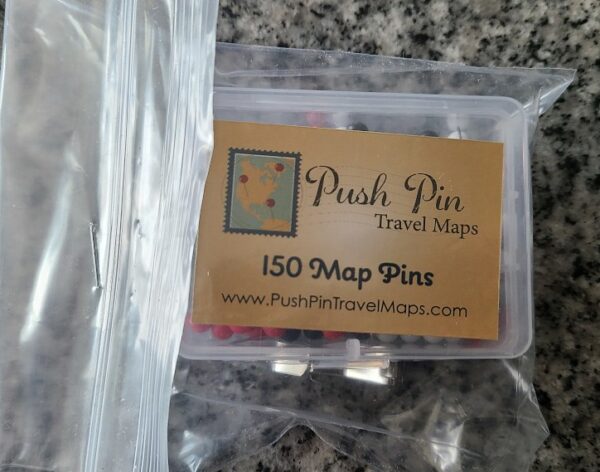 Push Pin
Travel Maps
150 Map Pins
www.PushPinTravelMaps.com